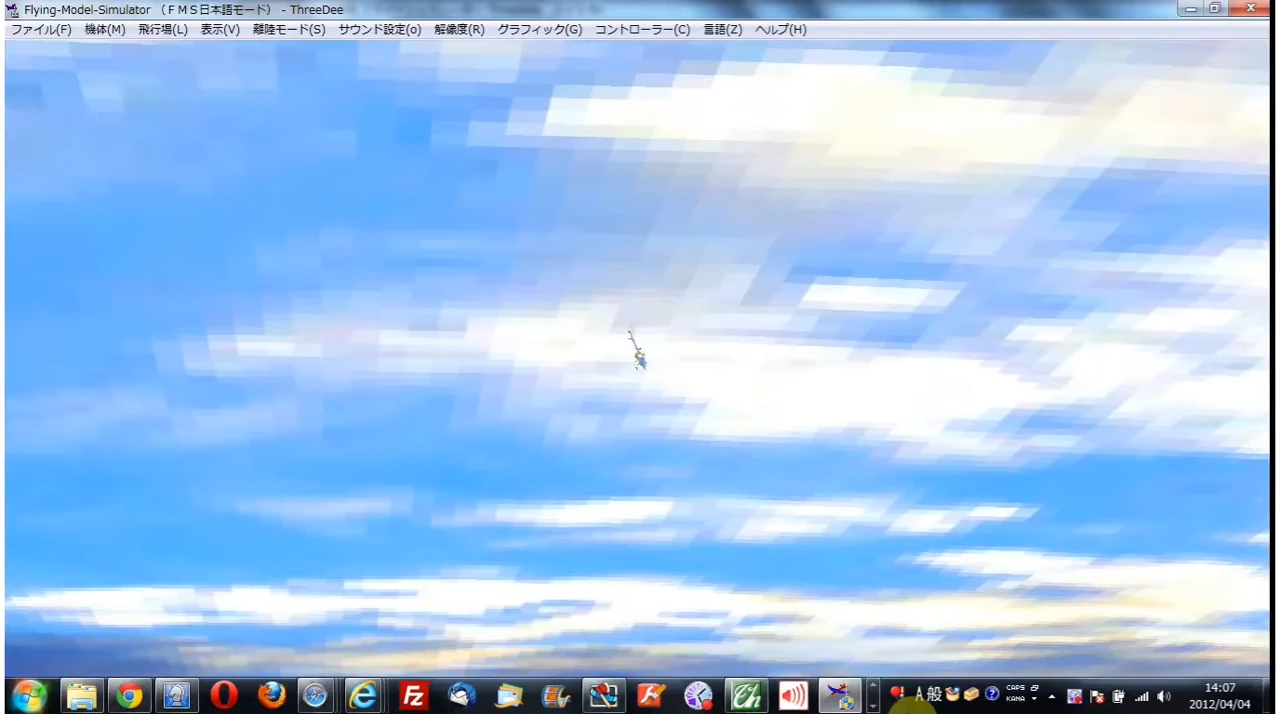 Flying-Model-Simulator （ＦＭＳ日本語モード） - ThreeDee
ファイル(F) 機体(M) 飛行場(L) 表示(V) 離陸モード(S) サウンド設定(o) 解像度(R) グラフィック(G) コントローラー(C) 言語(Z) ヘルプ(H)
Fz
A 般
CAPS
KANA
14:07
2012/04/04